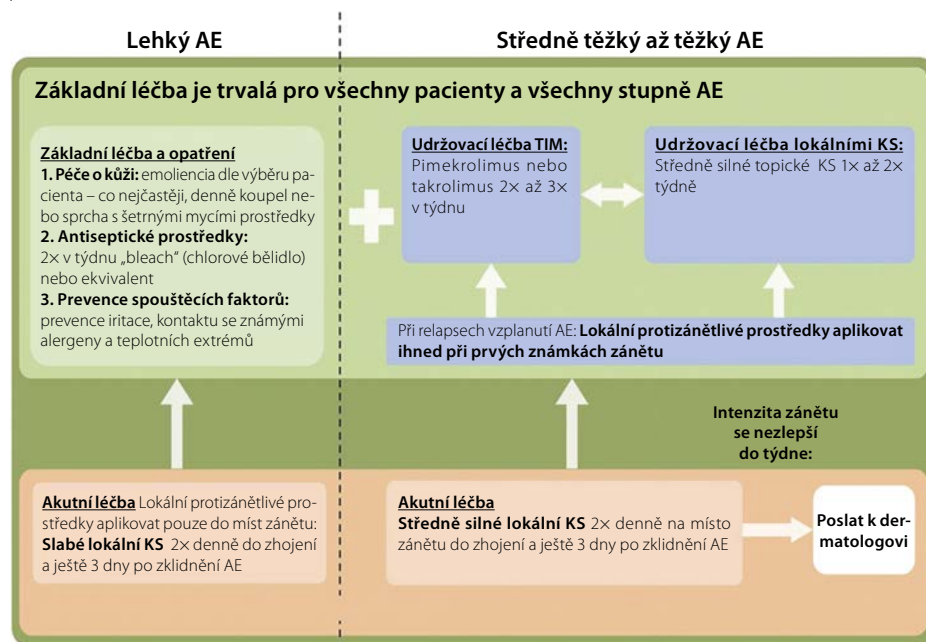 Lehký AE
Středně těžký až těžký AE
Základní léčba je trvalá pro všechny pacienty a všechny stupně AE
Základní léčba a opatření
1. Péče o kůži: emoliencia dle výběru pa-
cienta – co nejčastěji, denně koupel ne-
bo sprcha s šetrnými mycími prostředky
2. Antiseptické prostředky:
2× v týdnu „bleach“ (chlorové bělidlo)
nebo ekvivalent
3. Prevence spouštěcích faktorů:
prevence iritace, kontaktu se známými
alergeny a teplotních extrémů
Udržovací léčba TIM:
Pimekrolimus nebo
takrolimus 2× až 3×
v týdnu
Udržovací léčba lokálními KS:
Středně silné topické KS 1× až 2×
týdně
Při relapsech vzplanutí AE: Lokální protizánětlivé prostředky aplikovat
ihned při prvých známkách zánětu
Intenzita zánětu
se nezlepší
do týdne:
Akutní léčba Lokální protizánětlivé pro-
středky aplikovat pouze do míst zánětu:
Slabé lokální KS 2× denně do zhojení
a ještě 3 dny po zklidnění AE
Akutní léčba
Středně silné lokální KS 2× denně na místo
zánětu do zhojení a ještě 3 dny po zklidnění AE
Poslat k der-
matologovi